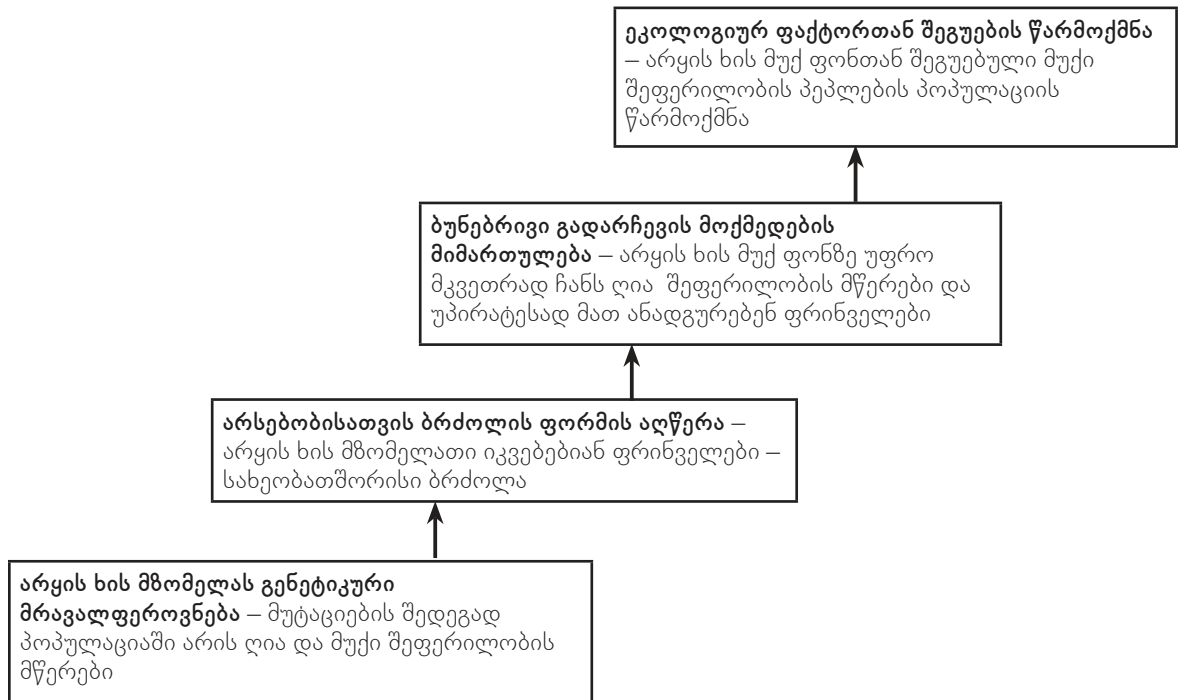 ეკოლოგიურ ფაქტორთან შეგუების წარმოქმნა
– არყის ხის მუქ ფონთან შეგუებული მუქი
შეფერილობის პეპლების პოპულაციის
წარმოქმნა
ბუნებრივი გადარჩევის მოქმედების
მიმართულება – არყის ხის მუქ ფონზე უფრო
მკვეთრად ჩანს ღია შეფერილობის მწერები და
უპირატესად მათ ანადგურებენ ფრინველები
არსებობისათვის ბრძოლის ფორმის აღწერა –
არყის ხის მზომელათი იკვებებიან ფრინველები –
სახეობათშორისი ბრძოლა
არყის ხის მზომელას გენეტიკური
მრავალფეროვნება – მუტაციების შედეგად
პოპულაციაში არის ღია და მუქი შეფერილობის
მწერები